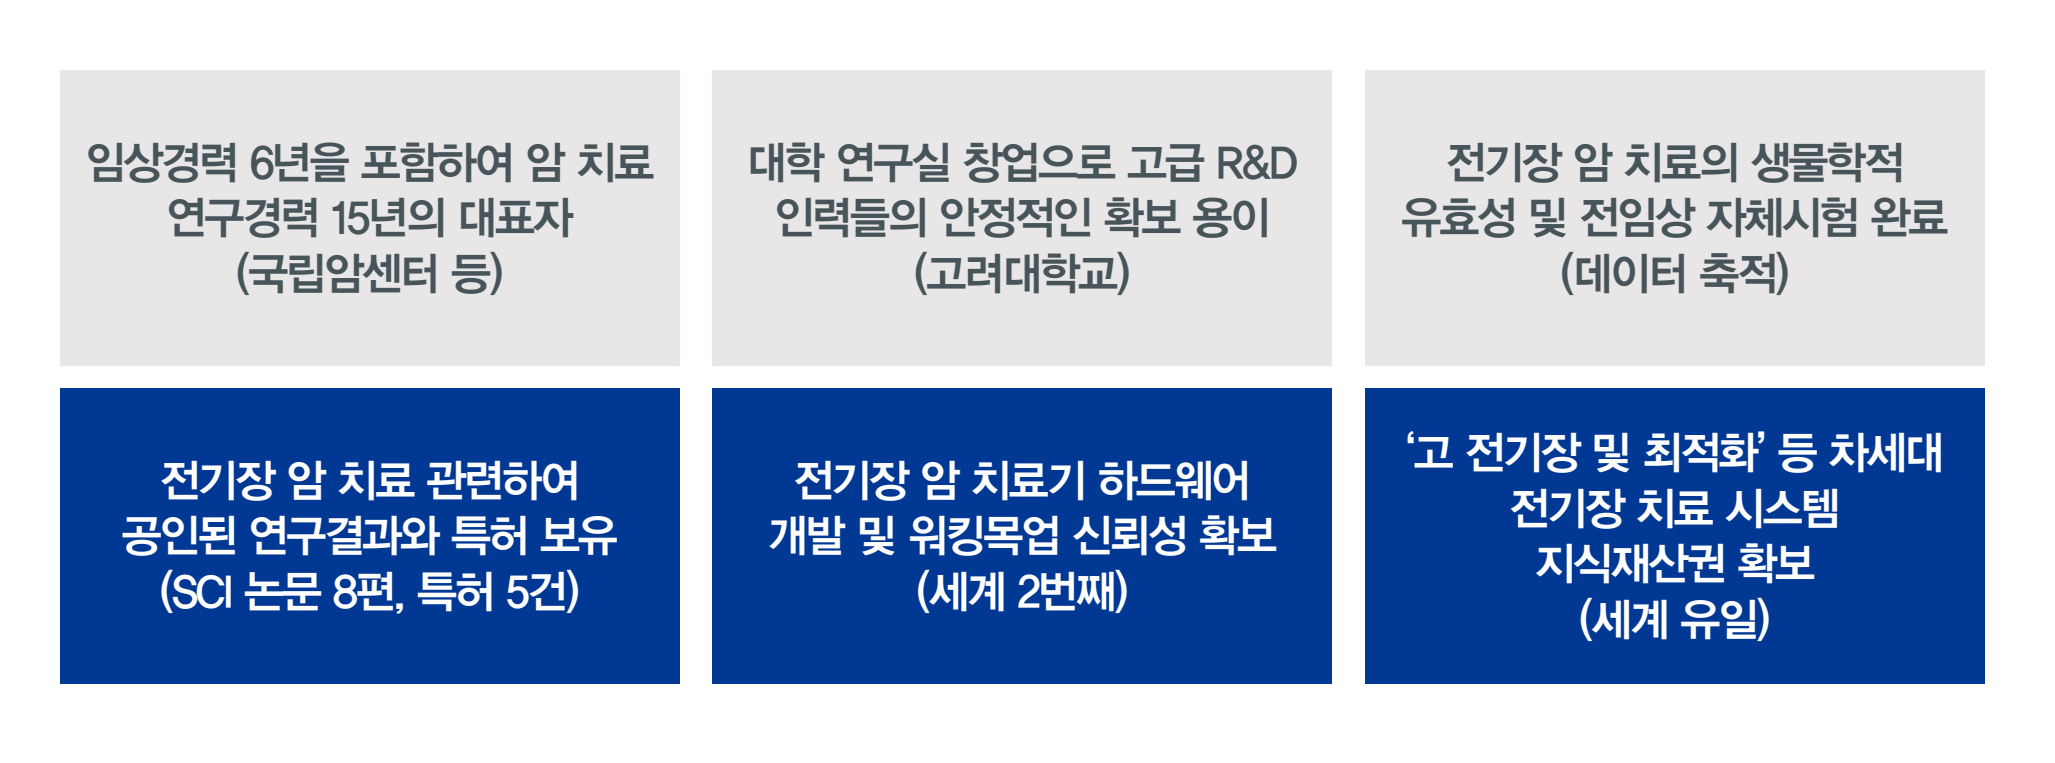 임상경력 6년을 포함하여 암 치료
연구경력 15년의 대표자
(국립암센터 등)
대학 연구실 창업으로 고급 R&D
인력들의 안정적인 확보 용이
(고려대학교)
전기장 암 치료의 생물학적
유효성 및 전임상 자체시험 완료
(데이터 축적)
전기장 암 치료 관련하여
공인된 연구결과와 특허 보유
(SCI 논문 8편, 특허 5건)
전기장 암 치료기 하드웨어
개발 및 워킹목업 신뢰성 확보
(세계 2번째)
‘고 전기장 및 최적화’ 등 차세대
전기장 치료 시스템
지식재산권 확보
(세계 유일)